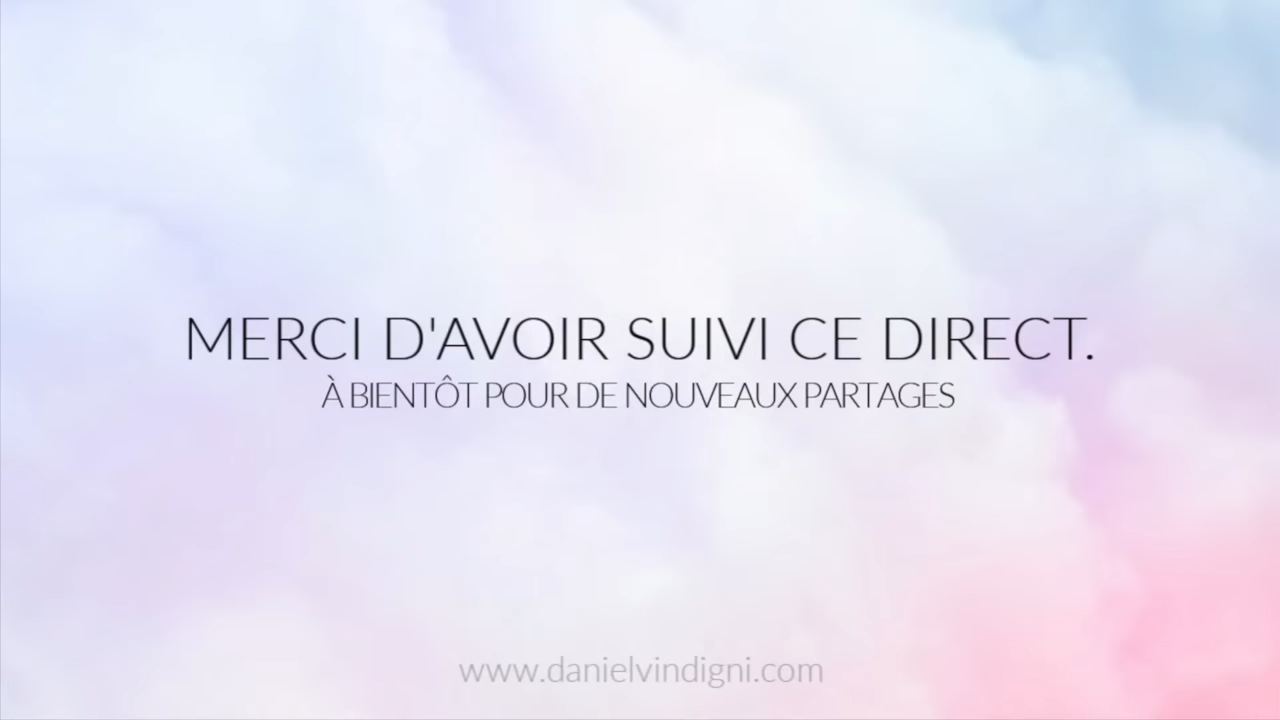 MERCI D'AVOIR SUIVI CE DIRECT.
À BIENTÔT POUR DE NOUVEAUX PARTAGES
www.danielvindigni.com